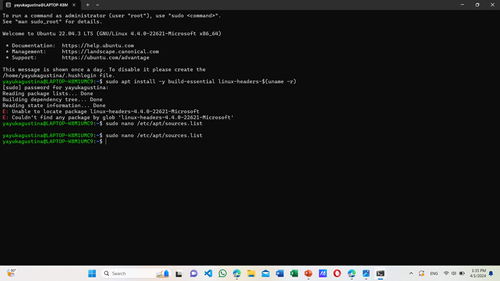 yayukagustina@LAPTOP-K8M1UMC9: ~
To run a command as administrator (user "root"), use "sudo <command>".
See "man sudo_root" for details.
Welcome to Ubuntu 22.04.3 LTS (GNU/Linux 4.4.0-22621-Microsoft x86_64)
* Documentation: https://help.ubuntu.com
* Management: https://landscape.canonical.com
* Support: https://ubuntu.com/advantage
This message is shown once a day. To disable it please create the
/home/yayukagustina/.hushlogin file.
yayukagustina@LAPTOP-K8M1UMC9:~$ sudo apt install -y build-essential linux-headers-$(uname -r)
[sudo] password for yayukagustina:
Reading package lists... Done
Building dependency tree... Done
Reading state information... Done
E: Unable to locate package linux-headers-4.4.0-22621-Microsoft
E: Couldn't find any package by glob 'linux-headers-4.4.0-22621-Microsoft'
yayukagustina@LAPTOP-K8M1UMC9:~$ sudo nano /etc/apt/sources.list
yayukagustina@LAPTOP-K8M1UMC9:~$ sudo nano /etc/apt/sources.list
yayukagustina@LAPTOP-K8M1UMC9:~$
Search
ENG
1:35 PM
4/1/2024